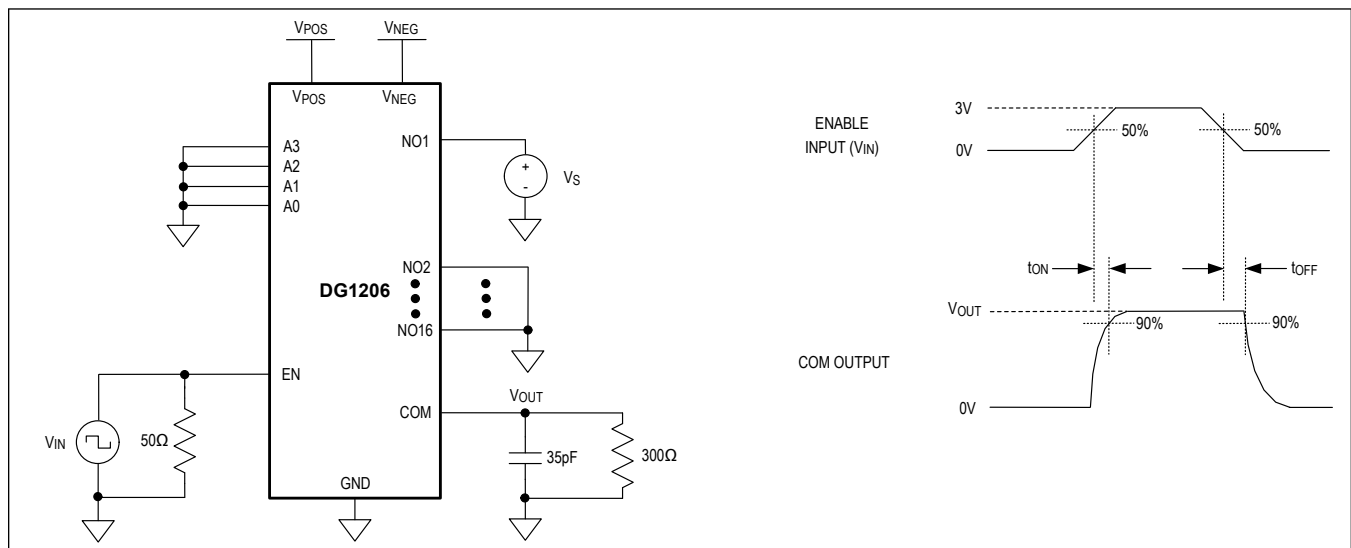 VPOS
VNEG
VPOS
VNEG
A3
A2
A1
A0
NO1
VS
+
-
NO2
DG1206
NO16
EN
VIN
50Ω
COM
VOUT
35pF
300Ω
GND
ENABLE
INPUT (VIN)
3V
0V
50%
50%
tON
tOFF
VOUT
90%
90%
COM OUTPUT
0V